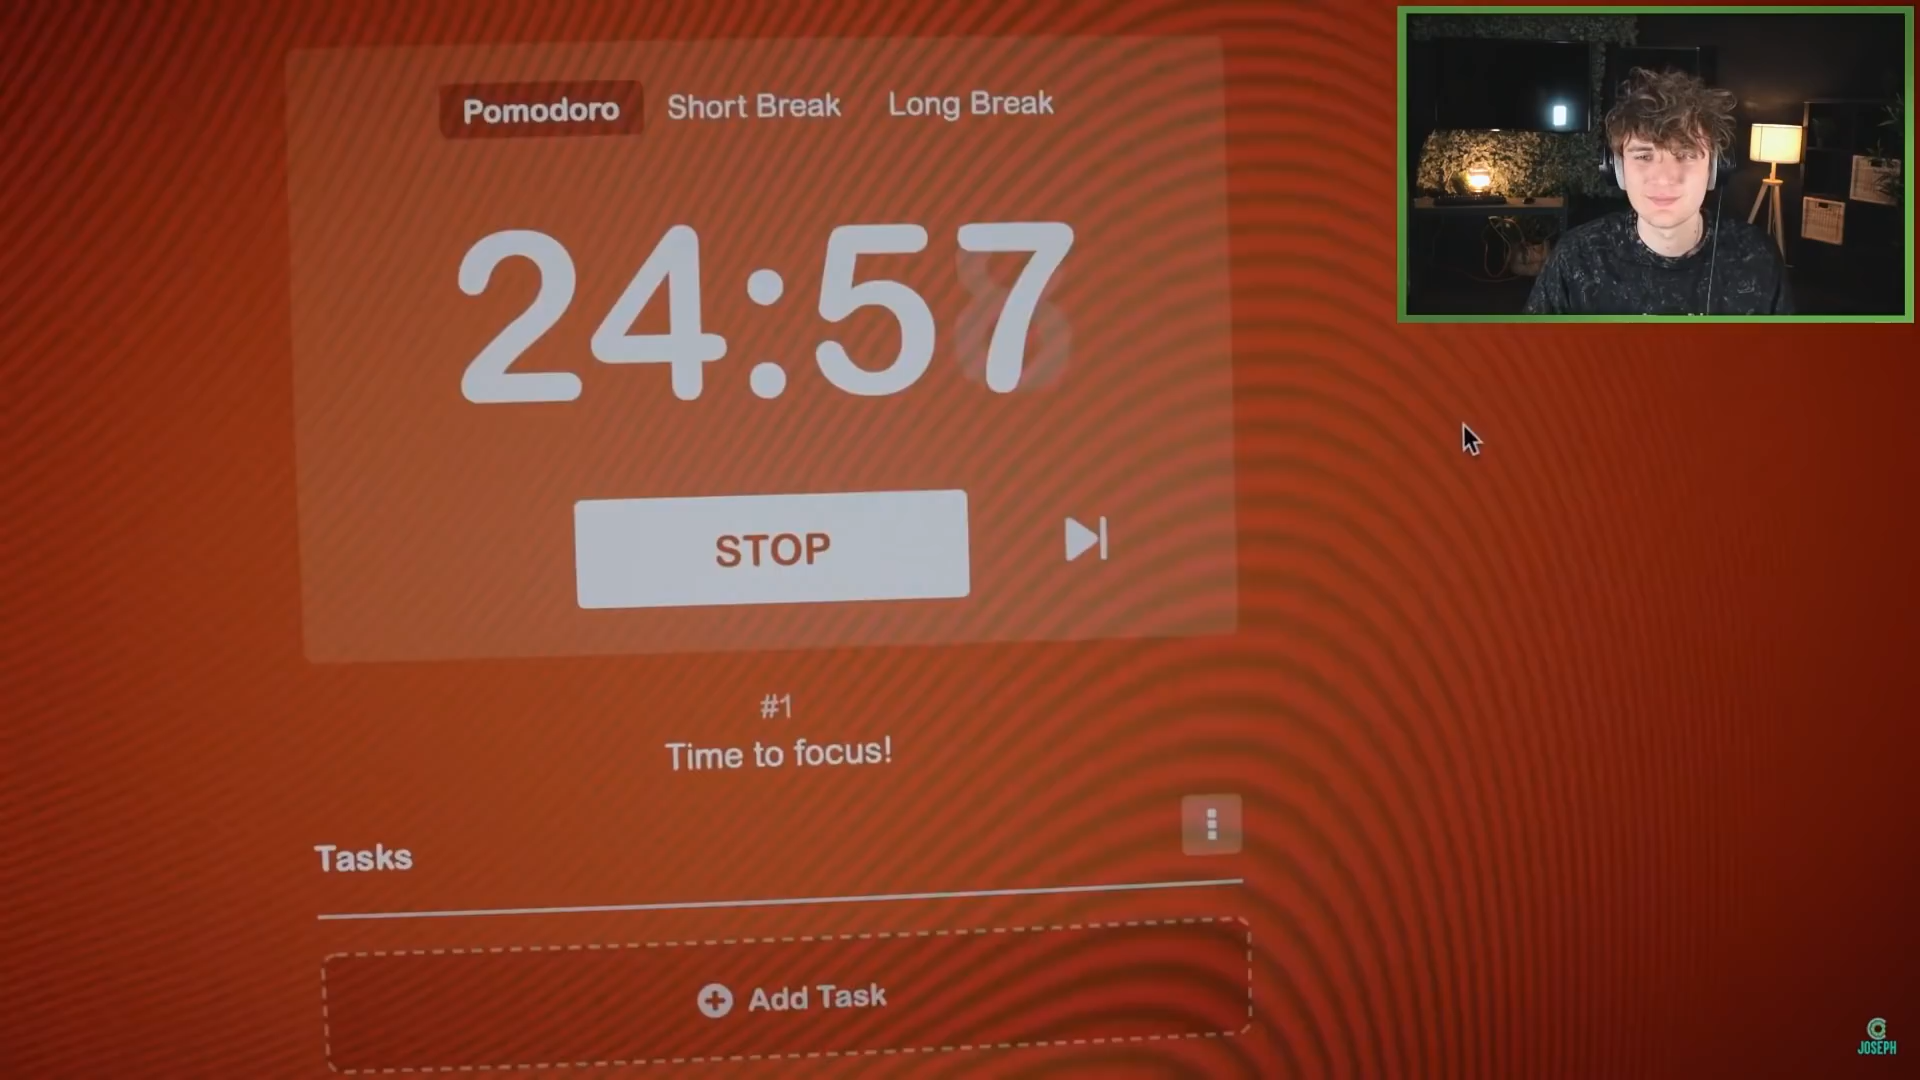 Pomodoro Short Break Long Break
24:57
STOP
#1
Time to focus!
Tasks
Add Task
JOSEPH